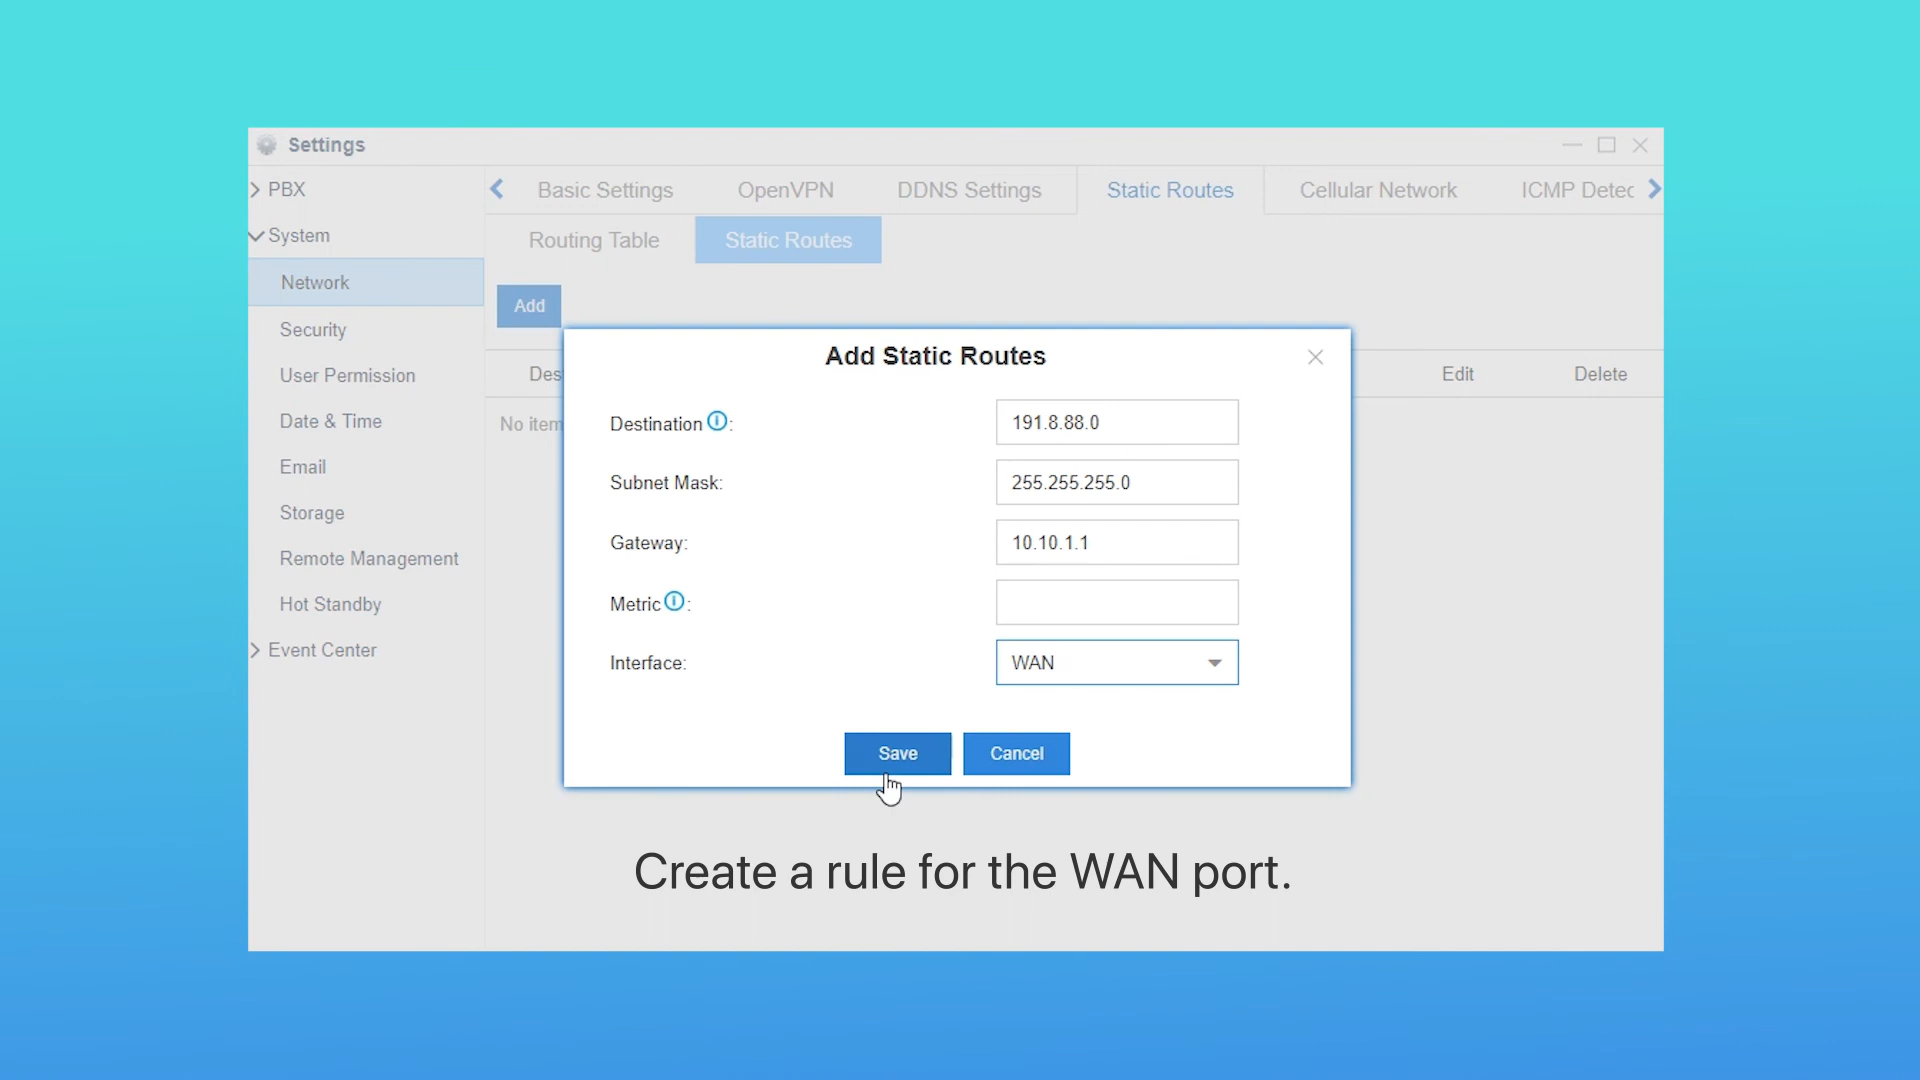 Settings
PBX
System
Network
Security
User Permission
Date & Time
Email
Storage
Remote Management
Hot Standby
Event Center
Basic Settings
OpenVPN
DDNS Settings
Static Routes
Cellular Network
ICMP Detec
Routing Table
Static Routes
Add
Des
Edit
Delete
No item
Add Static Routes
Destination :
191.8.88.0
Subnet Mask:
255.255.255.0
Gateway:
10.10.1.1
Metric :
Interface:
WAN
Save
Cancel
Create a rule for the WAN port.